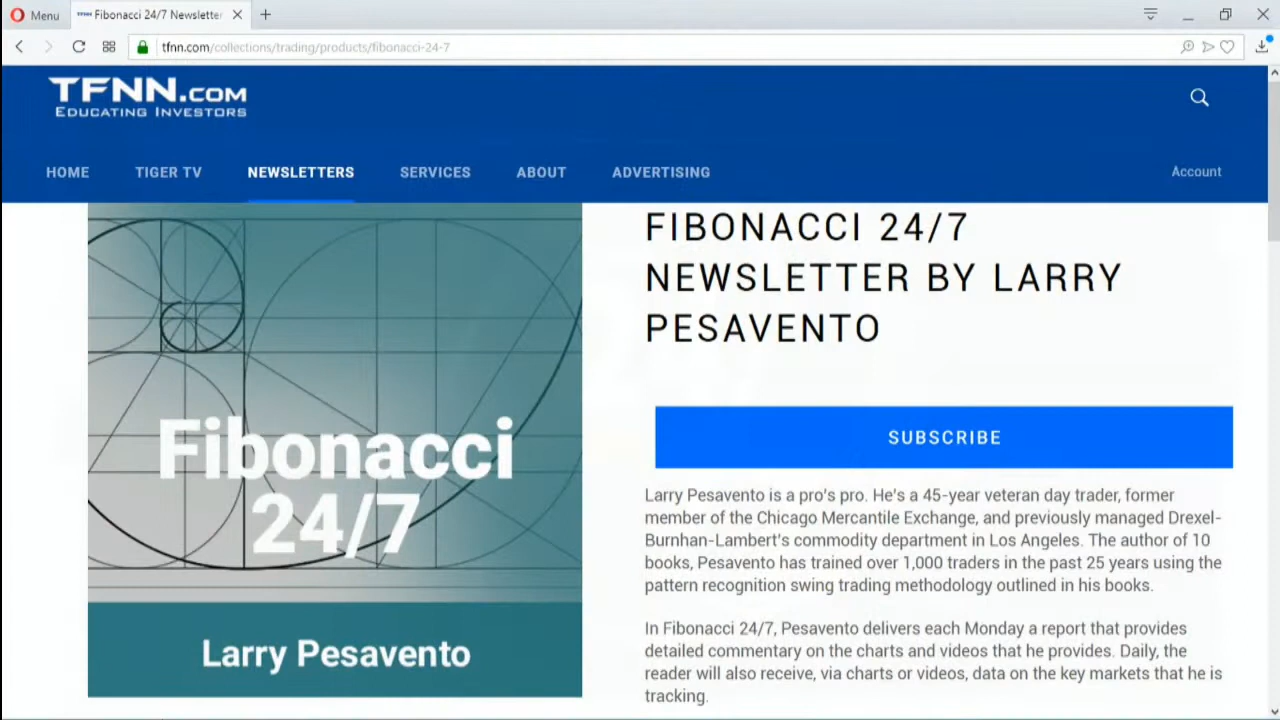 Menu
Fibonacci 24/7 Newsletter
tfnn.com/collections/trading/products/fibonacci-24-7
TFNN.COM
EDUCATING INVESTORS
HOME TIGER TV NEWSLETTERS SERVICES ABOUT ADVERTISING Account
Fibonacci
24/7
Larry Pesavento
FIBONACCI 24/7
NEWSLETTER BY LARRY
PESAVENTO
SUBSCRIBE
Larry Pesavento is a pro's pro. He's a 45-year veteran day trader, former
member of the Chicago Mercantile Exchange, and previously managed Drexel-
Burnhan-Lambert's commodity department in Los Angeles. The author of 10
books, Pesavento has trained over 1,000 traders in the past 25 years using the
pattern recognition swing trading methodology outlined in his books.
In Fibonacci 24/7, Pesavento delivers each Monday a report that provides
detailed commentary on the charts and videos that he provides. Daily, the
reader will also receive, via charts or videos, data on the key markets that he is
tracking.